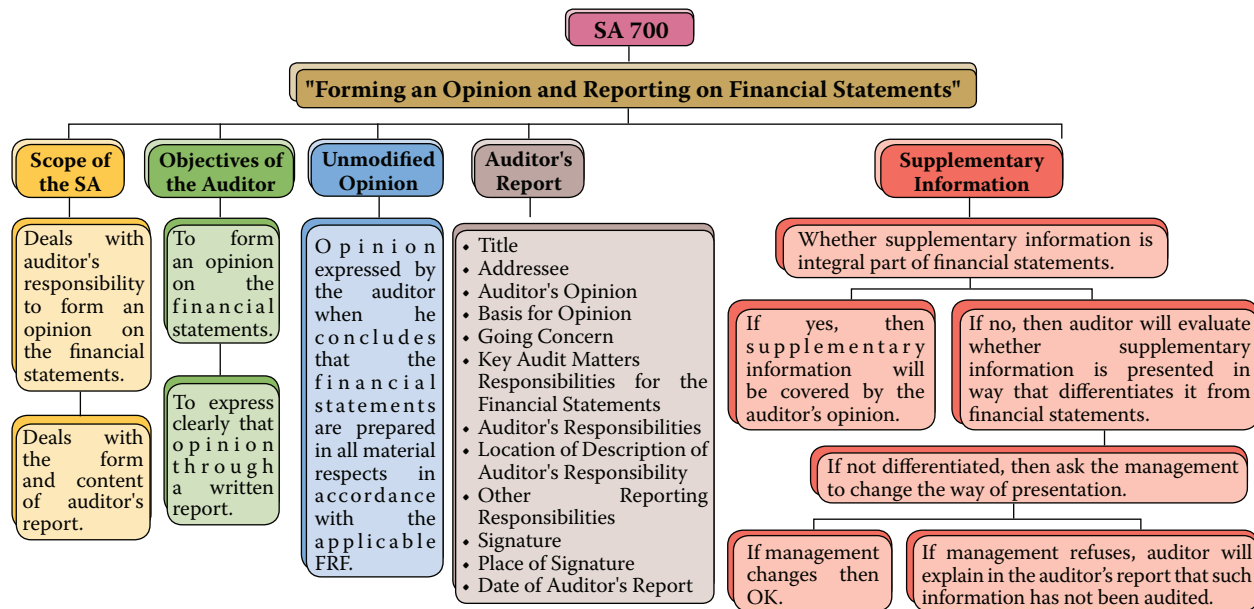 SA 700
"Forming an Opinion and Reporting on Financial Statements"
Scope of
the SA
Deals with
auditor's
responsibility
to form an
opinion on
the financial
statements.
Deals with
the form
and content
of auditor's
report.
Objectives of
the Auditor
To form
an opinion
on the
financial
statements.
To express
clearly that
opinion
through
a written
report.
Unmodified
Opinion
Opinion
expressed by
the auditor
when he
concludes
that the
financial
statements
are prepared
in all material
respects in
accordance
with the
applicable
FRF.
Auditor's
Report
• Title
• Addressee
• Auditor's Opinion
• Basis for Opinion
• Going Concern
• Key Audit Matters
Responsibilities for the
Financial Statements
• Auditor's Responsibilities
• Location of Description of
Auditor's Responsibility
• Other Reporting
Responsibilities
• Signature
• Place of Signature
• Date of Auditor's Report
Supplementary
Information
Whether supplementary information is
integral part of financial statements.
If yes, then
supplementary
information will
be covered by the
auditor's opinion.
If no, then auditor will evaluate
whether supplementary
information is presented in
way that differentiates it from
financial statements.
If not differentiated, then ask the management
to change the way of presentation.
If management
changes then
OK.
If management refuses, auditor will
explain in the auditor's report that such
information has not been audited.